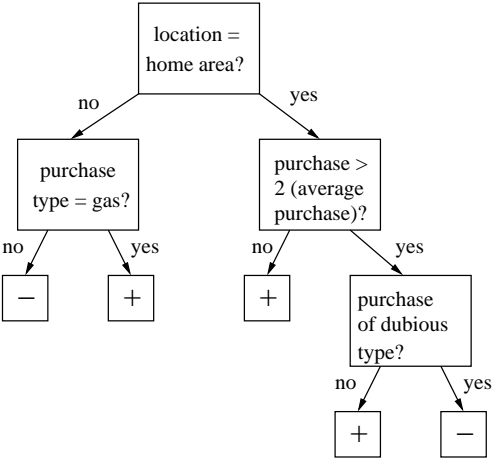 location =
home area?
no
yes
purchase
type = gas?
purchase >
2 (average
purchase)?
no
yes
no
yes
−
+
+
purchase
of dubious
type?
no
yes
+
−